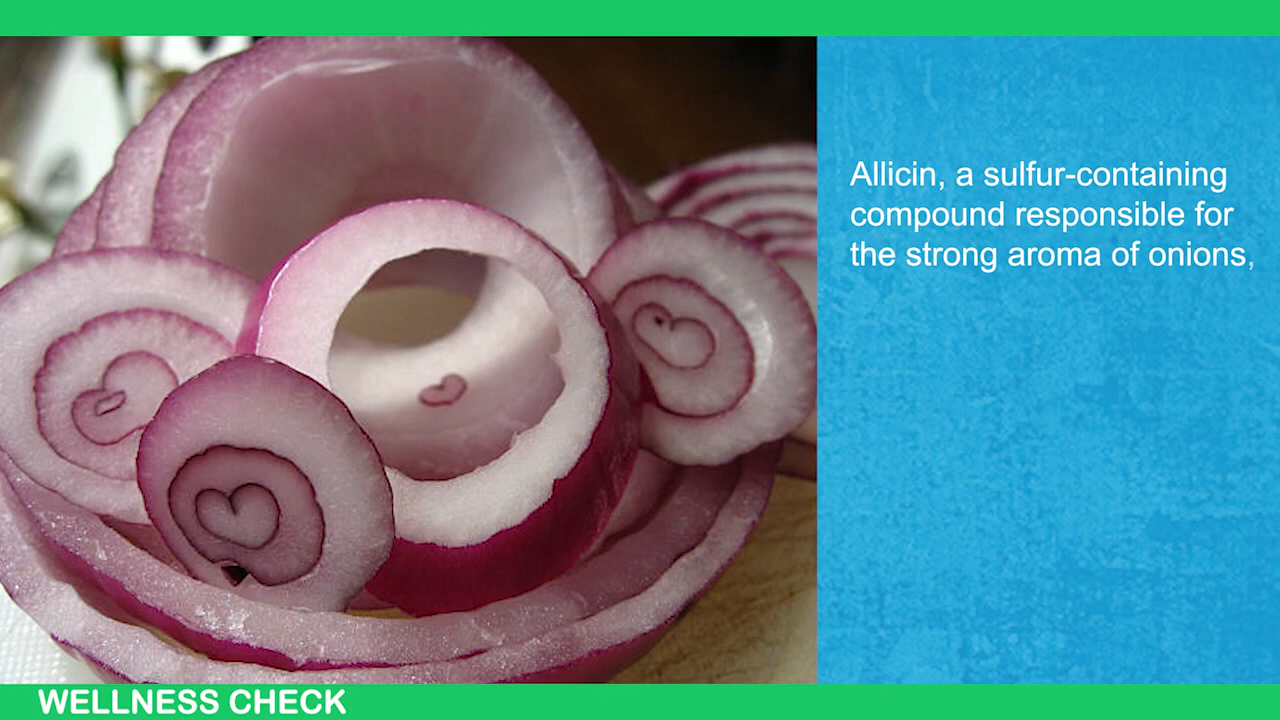 Allicin, a sulfur-containing
compound responsible for
the strong aroma of onions,
WELLNESS CHECK